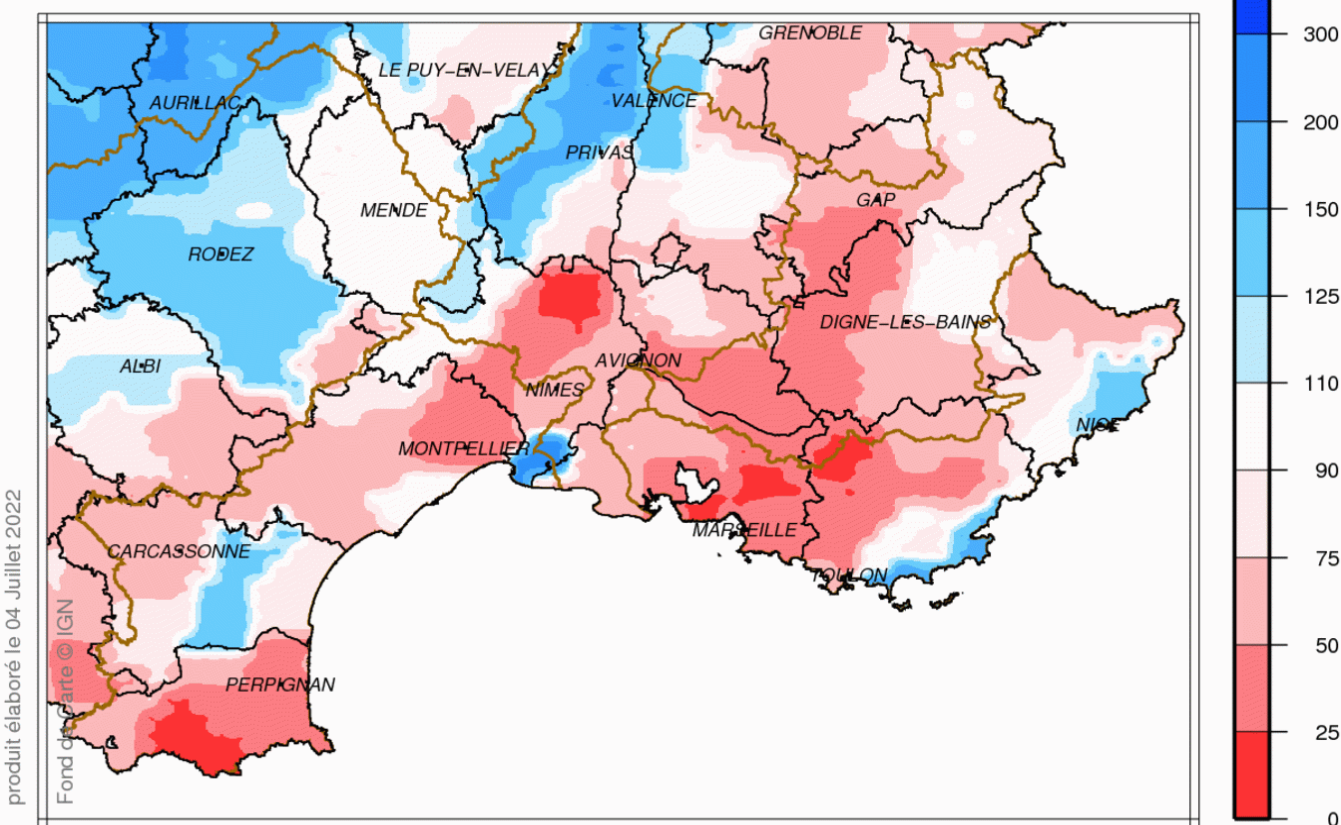 GRENOBLE
LE PUY-EN-VELAY
AURILLAC
VALENCE
PRIVAS
MENDE
GAP
RODEZ
DIGNE-LES-BAINS
ALBI
AVIGNON
NIMES
NICE
MONTPELLIER
MARSEILLE
CARCASSONNE
TOULON
PERPIGNAN
300
200
150
125
110
90
75
50
25
0
produit élaboré le 04 Juillet 2022
Fond de carte © IGN